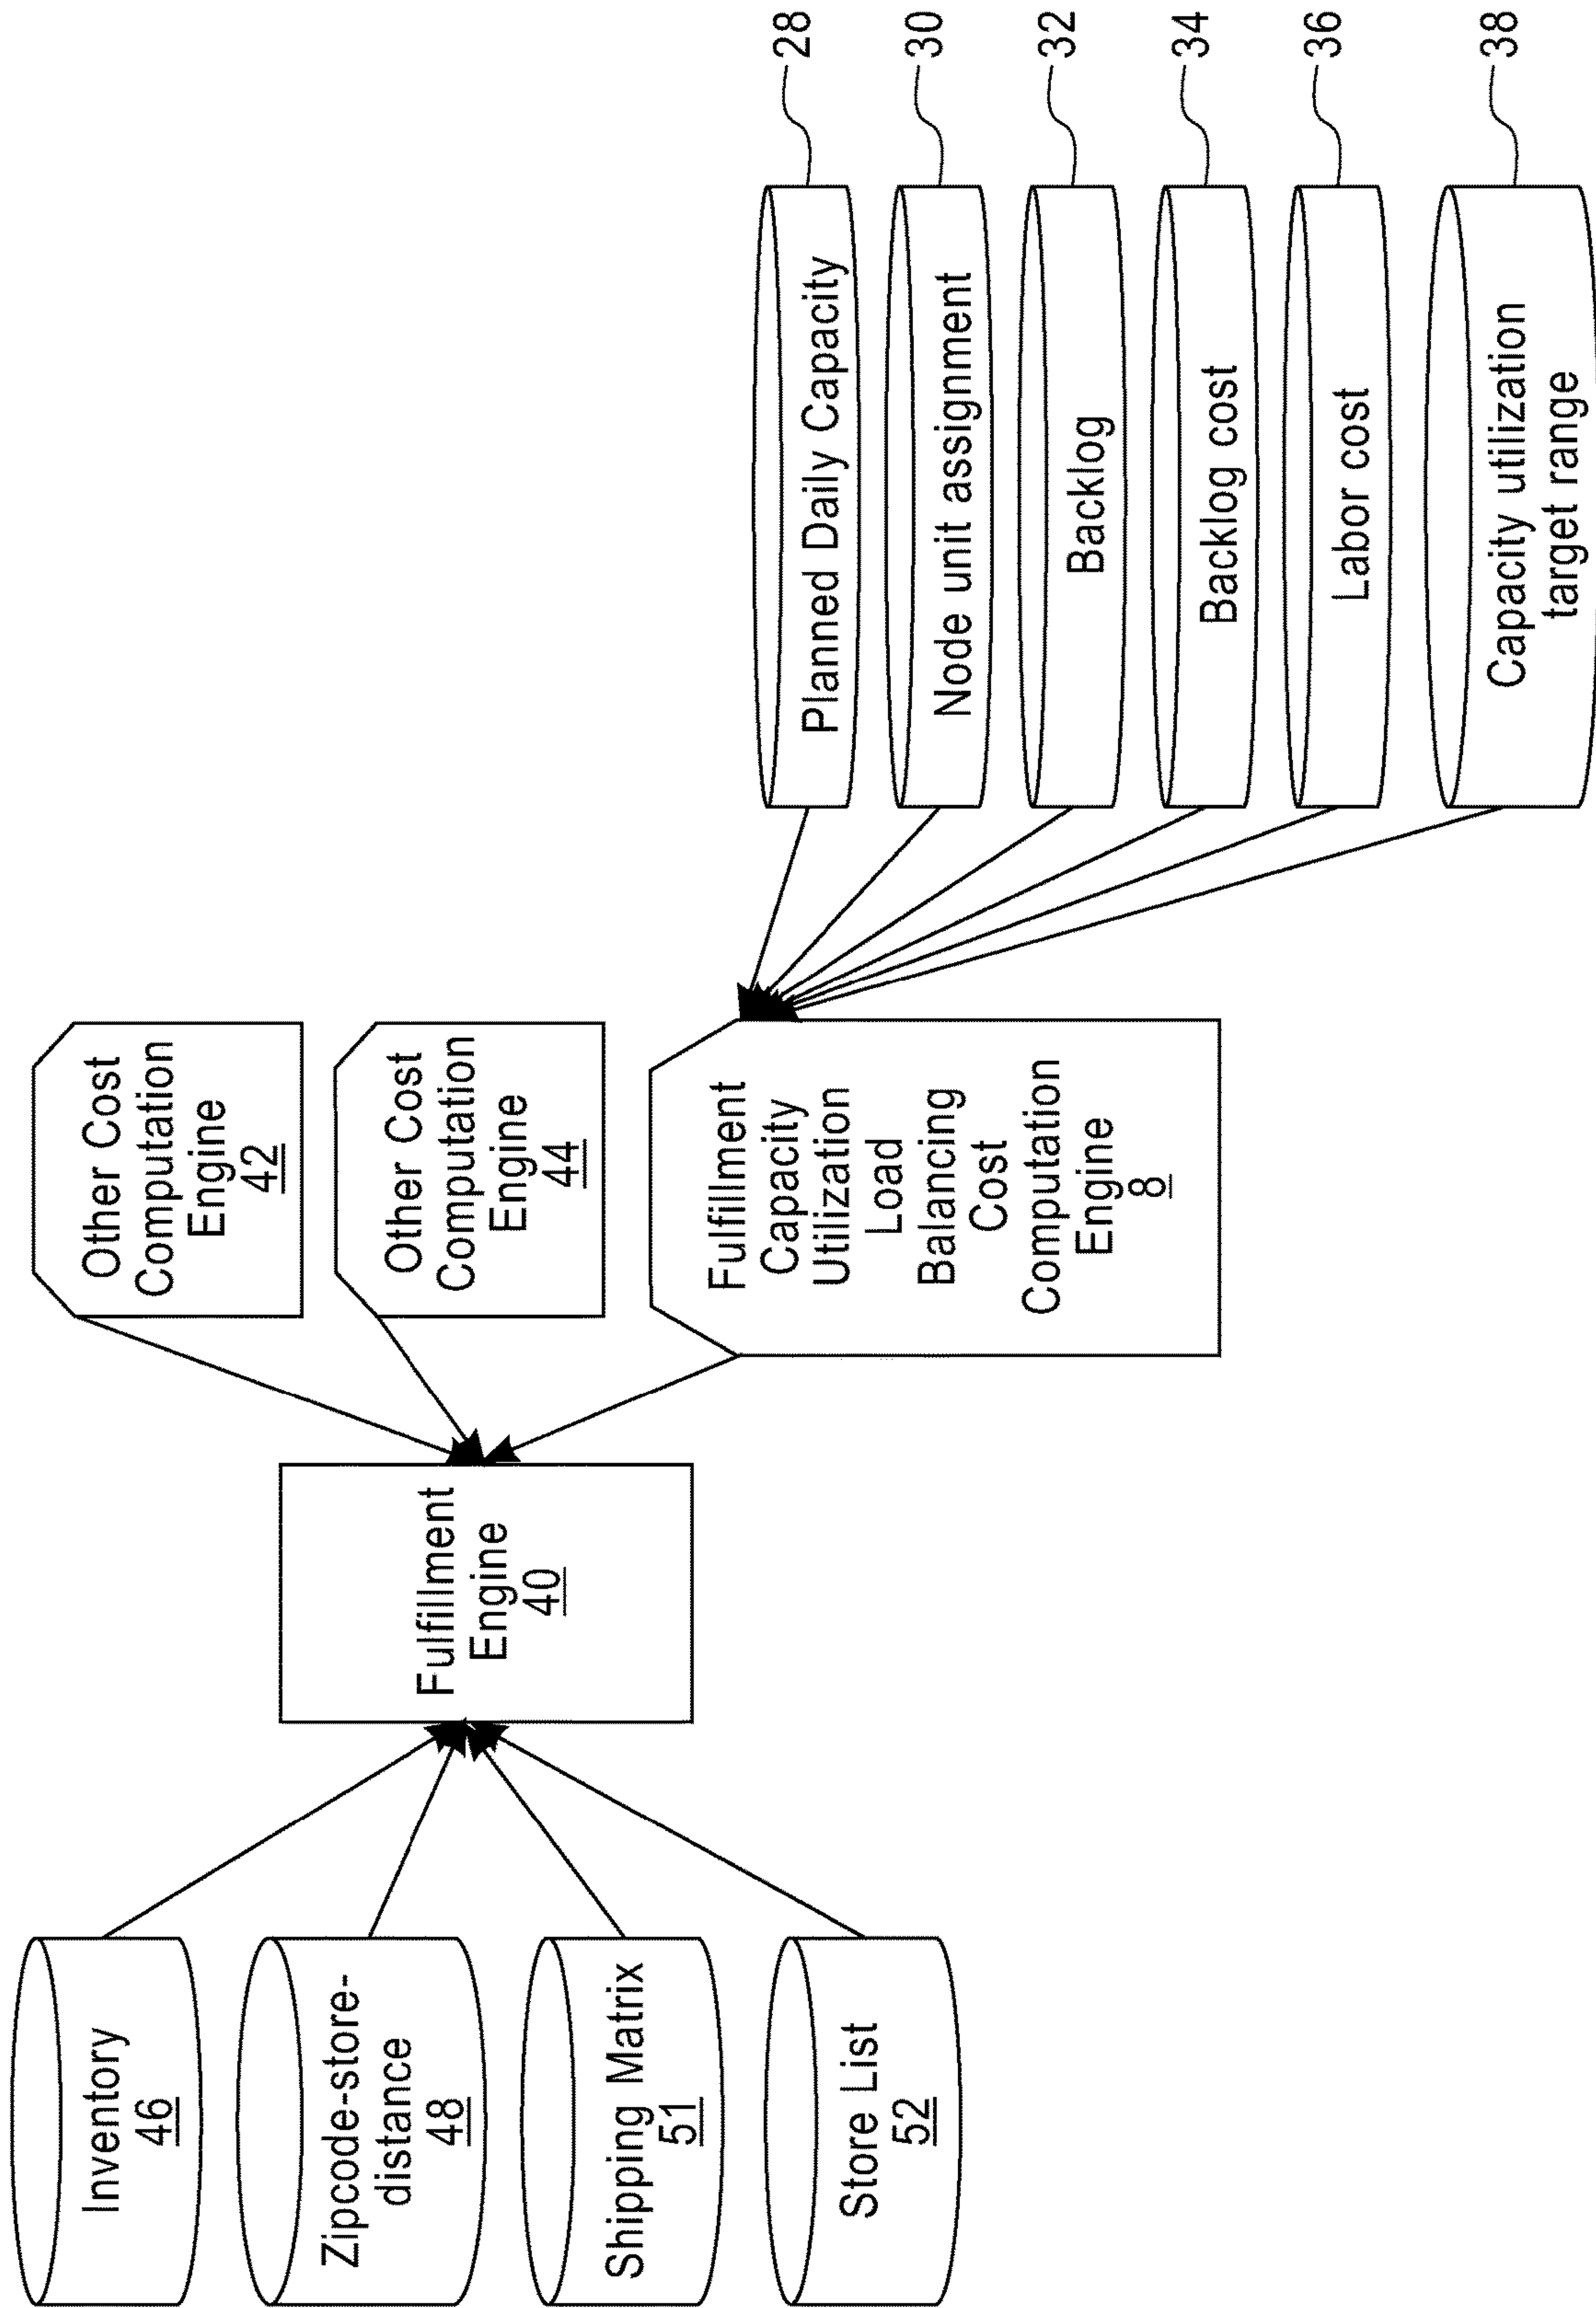 Inventory
46
Zipcode-store-
distance
48
Shipping Matrix
51
Store List
52
Fulfillment
Engine
40
Other Cost
Computation
Engine
42
Other Cost
Computation
Engine
44
Fulfillment
Capacity
Utilization
Load
Balancing
Cost
Computation
Engine
8
Planned Daily Capacity
28
Node unit assignment
30
Backlog
32
Backlog cost
34
Labor cost
36
Capacity utilization
target range
38